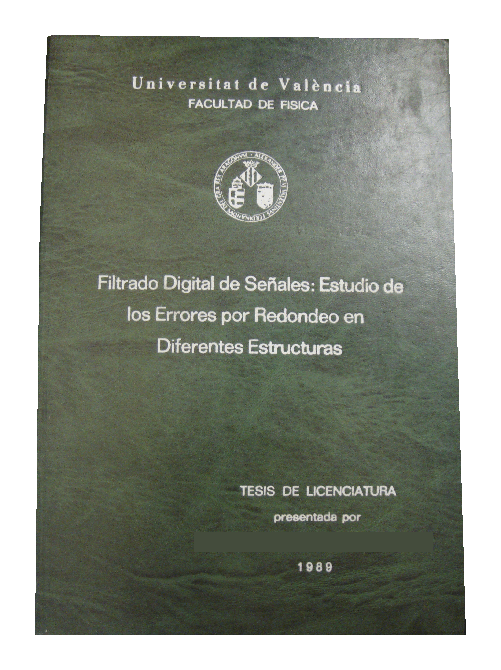 Universitat de València
FACULTAD DE FISICA
Filtrado Digital de Señales: Estudio de
los Errores por Redondeo en
Diferentes Estructuras
TESIS DE LICENCIATURA
presentada por
1989